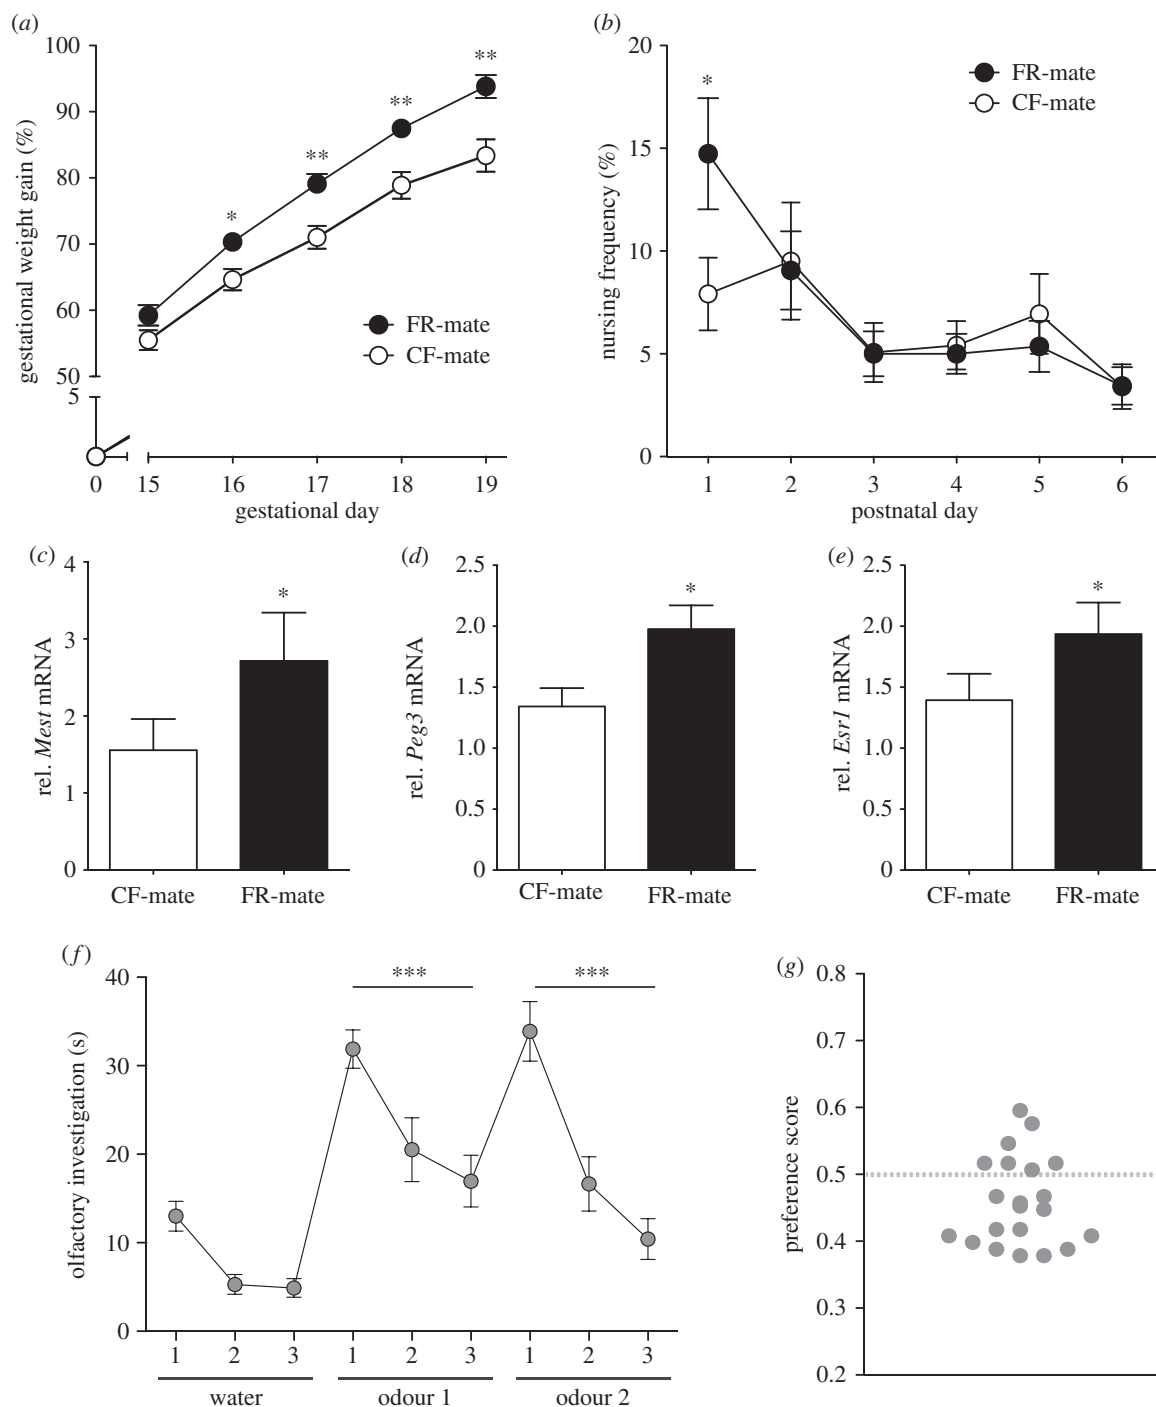 (a)
100
90
80
70
60
50
5
gestational weight gain (%)
*
**
**
**
FR-mate
CF-mate
0 15 16 17 18 19
gestational day
(b)
20
15
10
5
0
nursing frequency (%)
*
FR-mate
CF-mate
1 2 3 4 5 6
postnatal day
(c)
4
3
2
1
0
rel. Mest mRNA
*
CF-mate FR-mate
(d)
2.5
2.0
1.5
1.0
0.5
0
rel. Peg3 mRNA
*
CF-mate FR-mate
(e)
2.5
2.0
1.5
1.0
0.5
0
rel. Esr1 mRNA
*
CF-mate FR-mate
(f)
40
30
20
10
0
olfactory investigation (s)
*** ***
1 2 3 1 2 3 1 2 3
water odour 1 odour 2
(g)
0.8
0.7
0.6
0.5
0.4
0.3
0.2
preference score